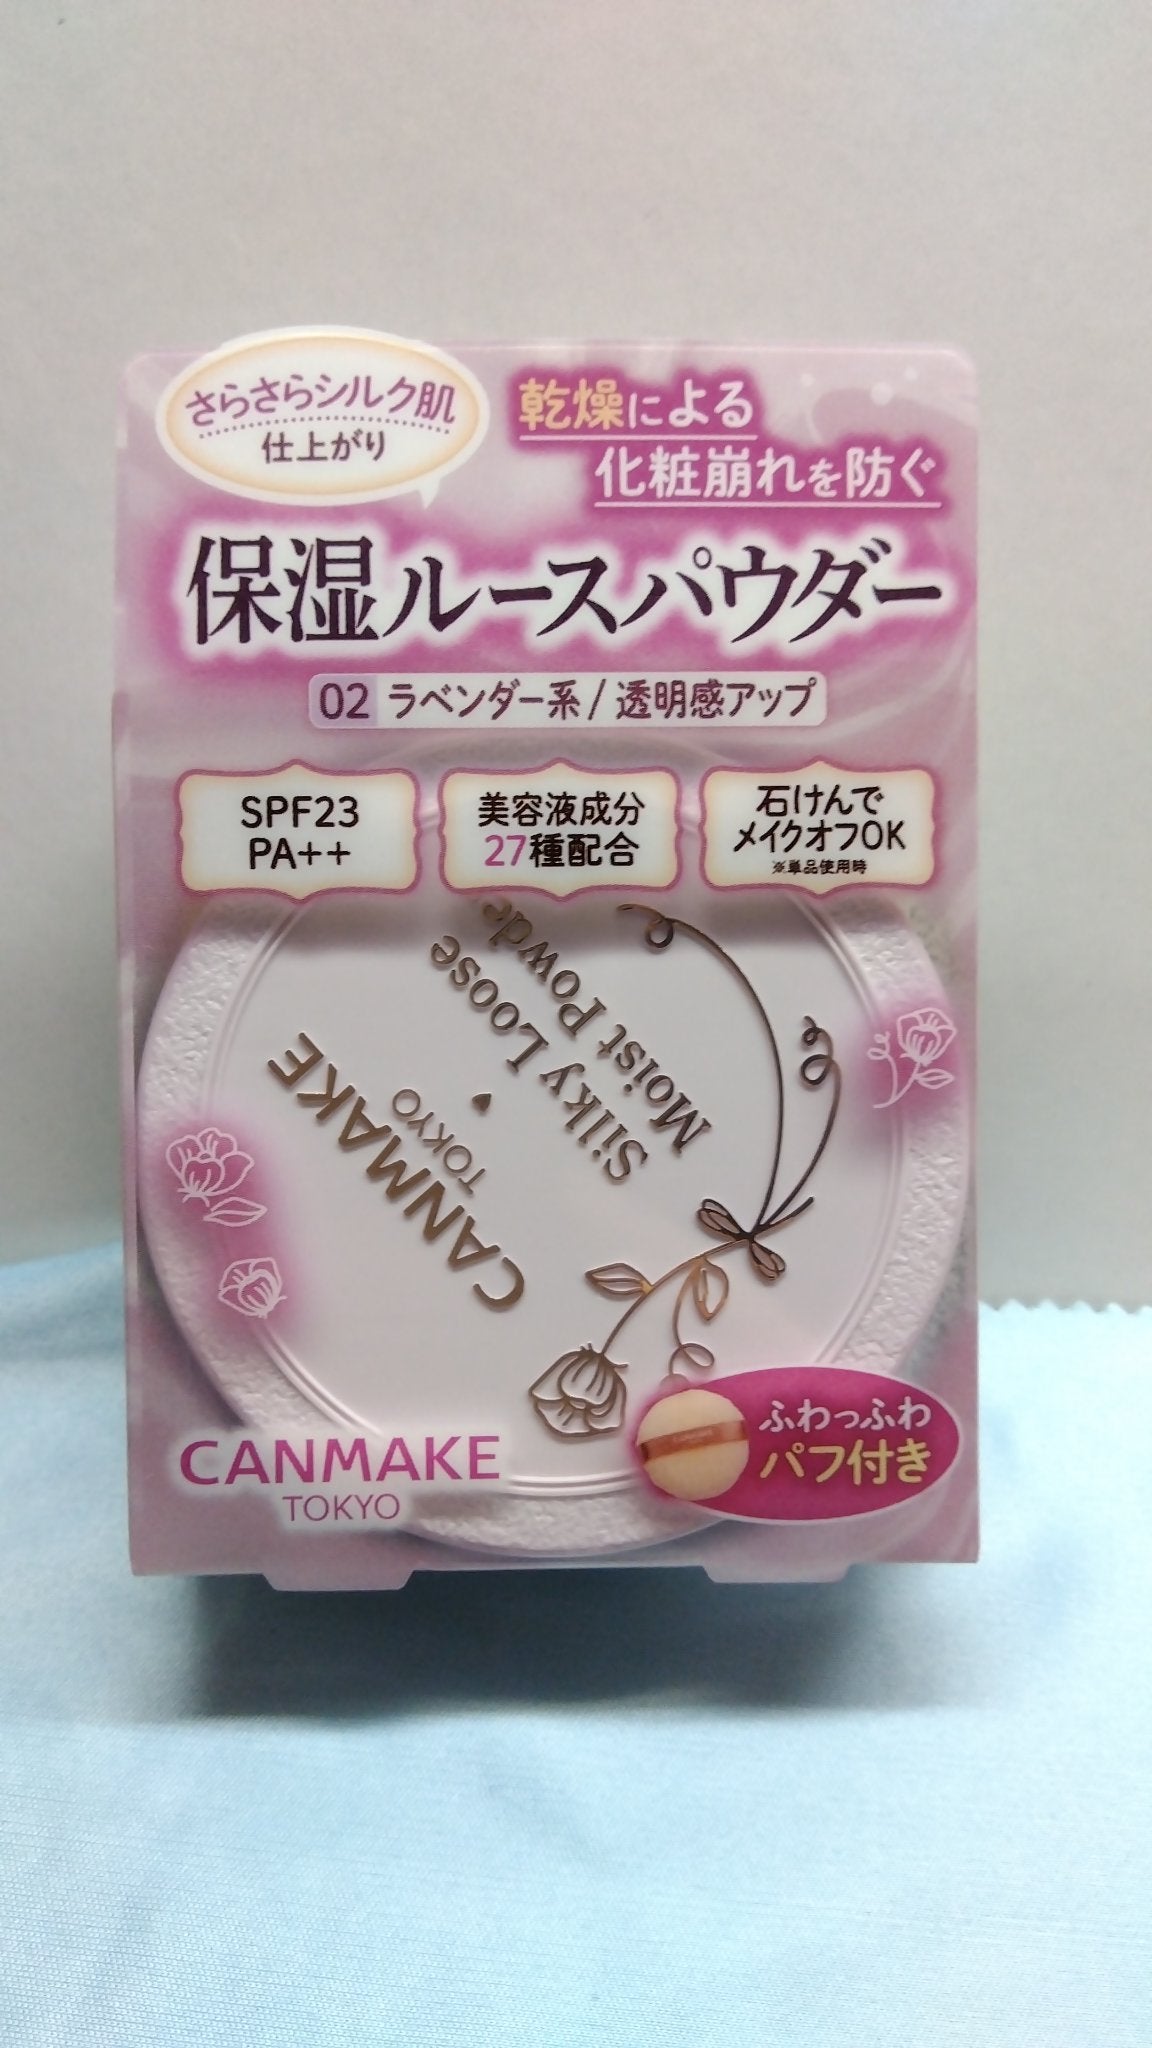 さらさらシルク肌
仕上がり
乾燥による
化粧崩れを防ぐ
保湿ルースパウダー
02 ラベンダー系 / 透明感アップ
SPF23
PA++
美容液成分
27種配合
石けんで
メイクオフOK
※単品使用時
CANMAKE
TOKYO
Silky Loose
Moist Powde
CANMAKE
TOKYO
ふわっふわ
パフ付き